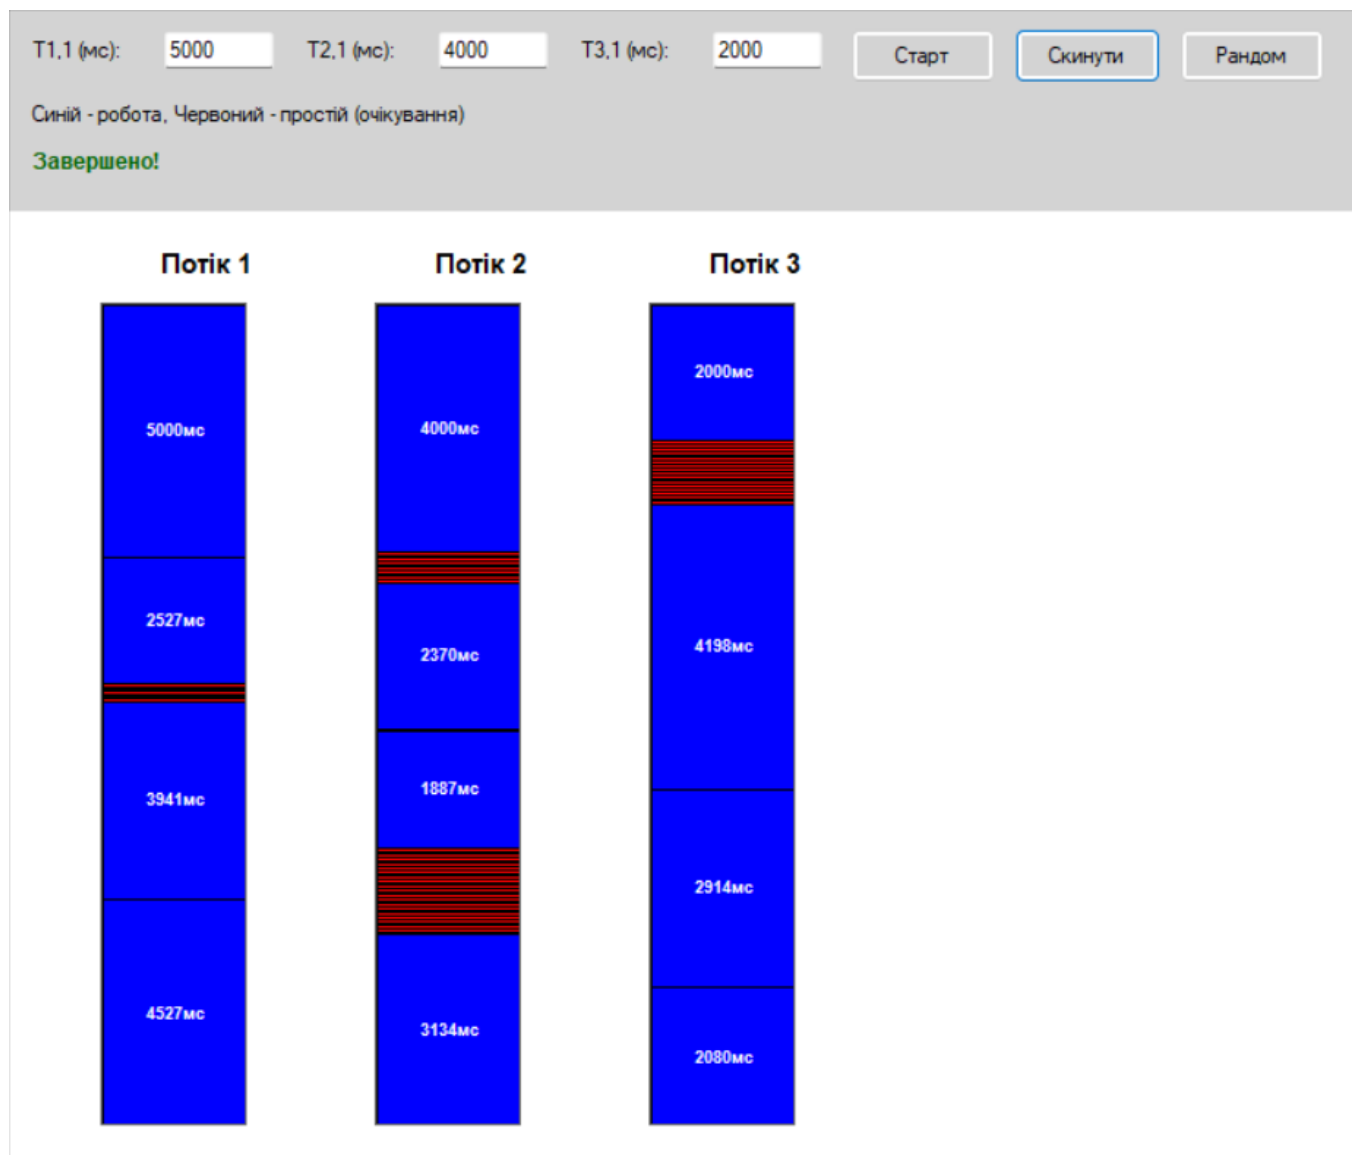 T1,1 (мс): 5000 T2,1 (мс): 4000 T3,1 (мс): 2000 Старт Скинути Рандом
Синій - робота, Червоний - простій (очікування)
Завершено!
Потік 1 Потік 2 Потік 3
2000мс
5000мс 4000мс
2527мс
2370мс 4198мс
3941мс 1887мс
2914мс
4527мс 3134мс
2080мс